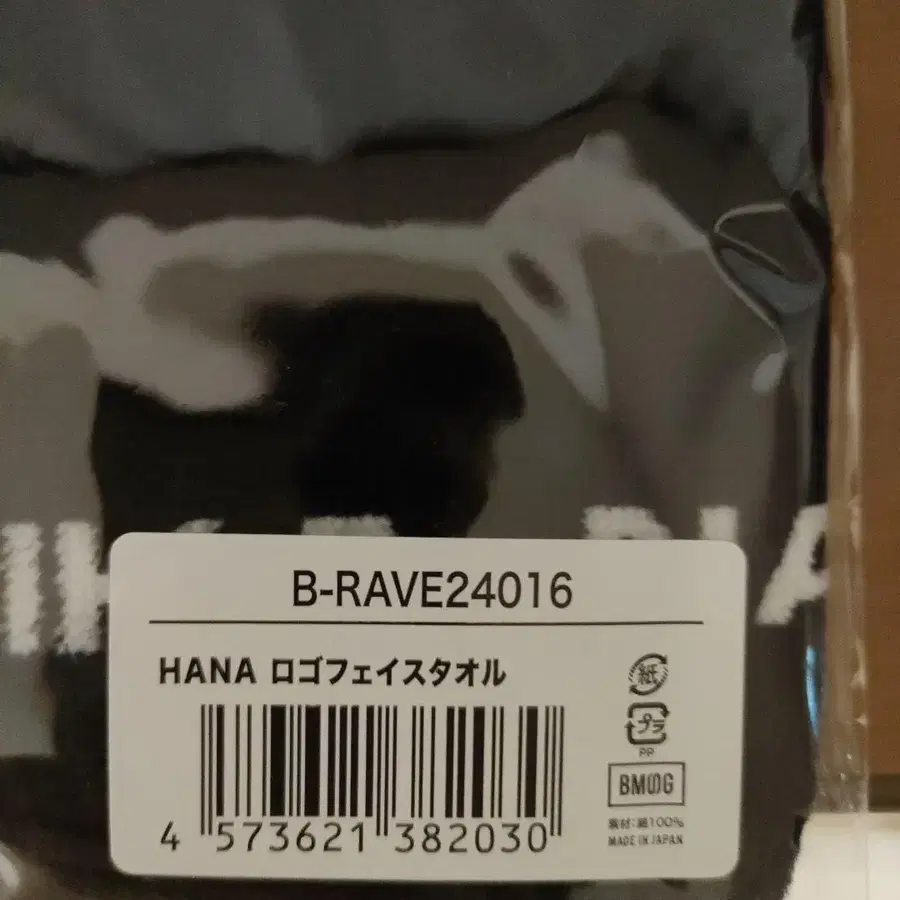 B-RAVE24016
HANA ロゴフェイスタオル
紙
プラ
PP
BMSG
素材:綿100%
MADE IN JAPAN
4 573621 382030